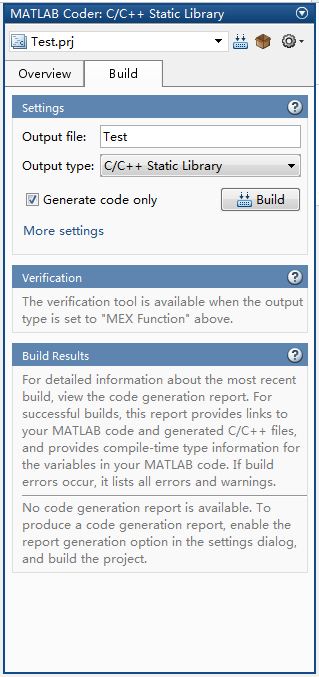 MATLAB Coder: C/C++ Static Library
Test.prj
Overview
Build
Settings
Output file: Test
Output type: C/C++ Static Library
Generate code only
Build
More settings
Verification
The verification tool is available when the output
type is set to "MEX Function" above.
Build Results
For detailed information about the most recent
build, view the code generation report. For
successful builds, this report provides links to
your MATLAB code and generated C/C++ files,
and provides compile-time type information for
the variables in your MATLAB code. If build
errors occur, it lists all errors and warnings.
No code generation report is available. To
produce a code generation report, enable the
report generation option in the settings dialog,
and build the project.